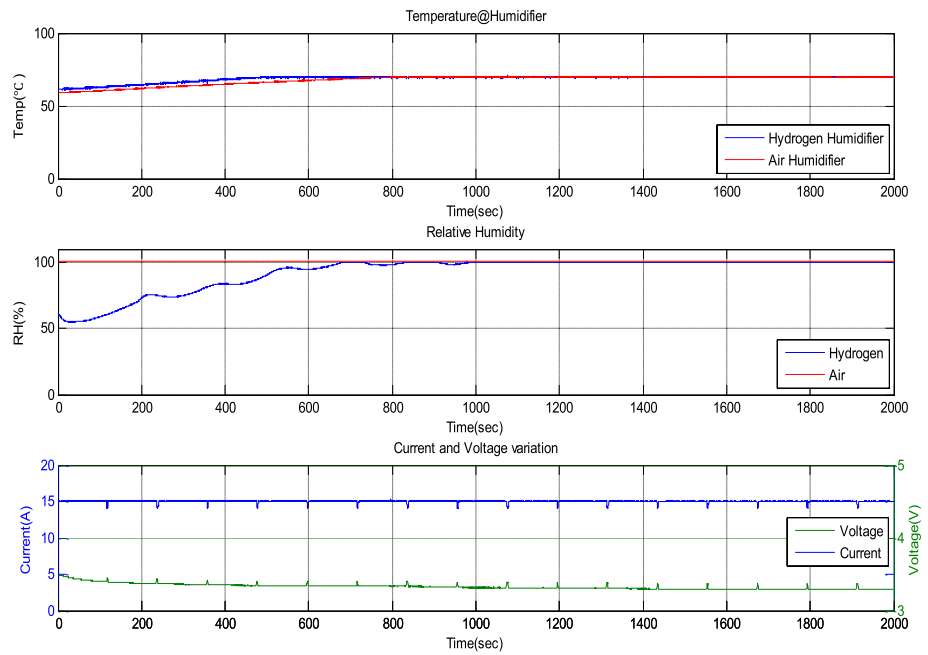 Temperature@Humidifier
100
50
0
Temp(°C)
Hydrogen Humidifier
Air Humidifier
0 200 400 600 800 1000 1200 1400 1600 1800 2000
Time(sec)
Relative Humidity
100
50
0
RH(%)
Hydrogen
Air
0 200 400 600 800 1000 1200 1400 1600 1800 2000
Time(sec)
Current and Voltage variation
20
15
10
5
0
Current(A)
5
4
3
Voltage(V)
Voltage
Current
0 200 400 600 800 1000 1200 1400 1600 1800 2000
Time(sec)